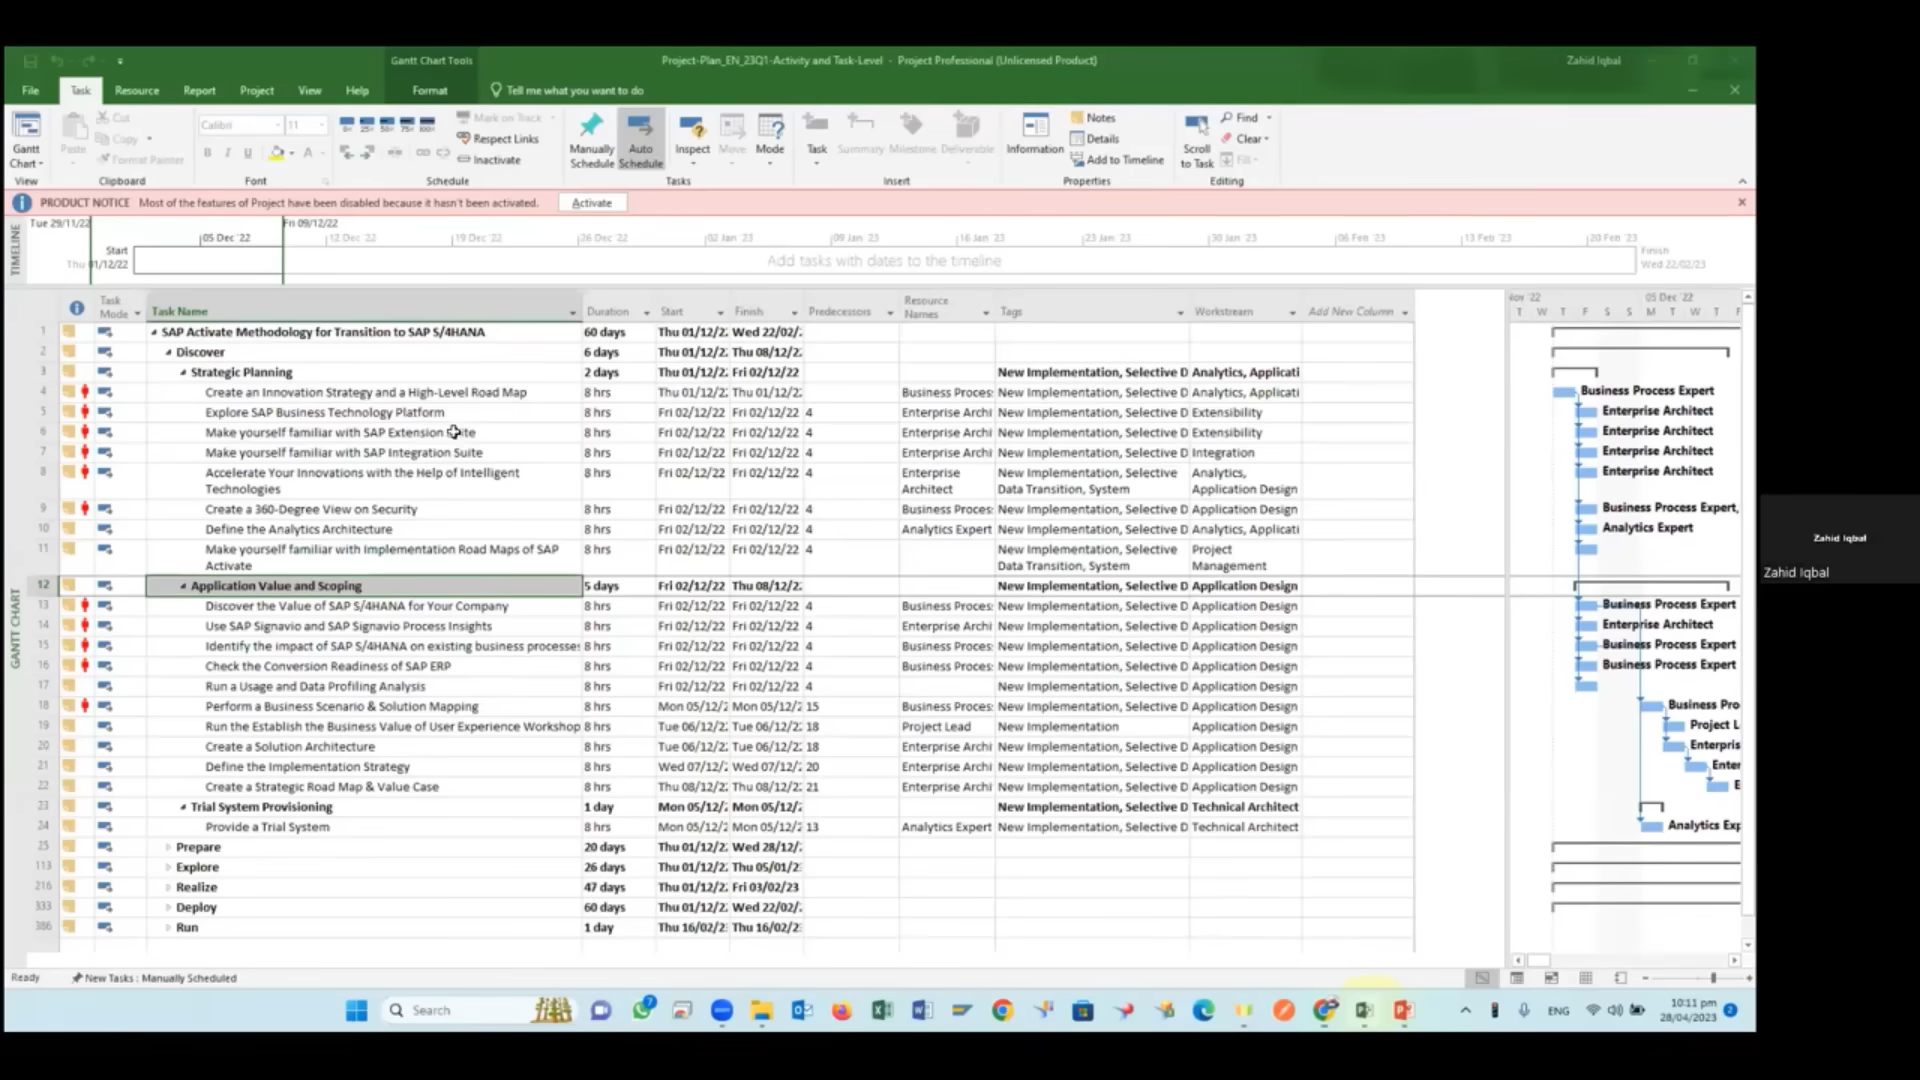 Gantt Chart Tools
Project-Plan_EN_23Q1-Activity and Task-Level - Project Professional (Unlicensed Product)
Zahid Iqbal
File Task Resource Report Project View Help Format Tell me what you want to do
Cut
Copy
Format Painter
Paste
Gantt Chart
View
Clipboard
Calibri 11
B I U A
Font
Mark on Track
Respect Links
Inactivate
Schedule
Manually Schedule
Auto Schedule
Inspect
Move
Mode
Tasks
Task
Summary
Milestone
Deliverable
Insert
Information
Notes
Details
Add to Timeline
Properties
Scroll to Task
Find
Clear
Fill
Editing
PRODUCT NOTICE Most of the features of Project have been disabled because it hasn't been activated. Activate
TIMELINE
Tue 29/11/22 Fri 09/12/22
05 Dec '22 12 Dec '22 19 Dec '22 26 Dec '22 02 Jan '23 09 Jan '23 16 Jan '23 23 Jan '23 30 Jan '23 06 Feb '23 13 Feb '23 20 Feb '23
Start
Thu 01/12/22
Add tasks with dates to the timeline
Finish
Wed 22/02/23
GANTT CHART
Task Mode Task Name Duration Start Finish Predecessors Resource Names Tags Workstream Add New Column
'22 05 Dec '22
T W T F S S M T W T F
1 SAP Activate Methodology for Transition to SAP S/4HANA 60 days Thu 01/12/2 Wed 22/02/
2 Discover 6 days Thu 01/12/2 Thu 08/12/2
3 Strategic Planning 2 days Thu 01/12/2 Fri 02/12/22 New Implementation, Selective D Analytics, Applicati
4 Create an Innovation Strategy and a High-Level Road Map 8 hrs Thu 01/12/2 Thu 01/12/2 Business Proces New Implementation, Selective D Analytics, Applicati Business Process Expert
5 Explore SAP Business Technology Platform 8 hrs Fri 02/12/22 Fri 02/12/22 4 Enterprise Archi New Implementation, Selective D Extensibility Enterprise Architect
6 Make yourself familiar with SAP Extension Suite 8 hrs Fri 02/12/22 Fri 02/12/22 4 Enterprise Archi New Implementation, Selective D Extensibility Enterprise Architect
7 Make yourself familiar with SAP Integration Suite 8 hrs Fri 02/12/22 Fri 02/12/22 4 Enterprise Archi New Implementation, Selective D Integration Enterprise Architect
8 Accelerate Your Innovations with the Help of Intelligent Technologies 8 hrs Fri 02/12/22 Fri 02/12/22 4 Enterprise Architect New Implementation, Selective Data Transition, System Analytics, Application Design Enterprise Architect
9 Create a 360-Degree View on Security 8 hrs Fri 02/12/22 Fri 02/12/22 4 Business Proces New Implementation, Selective D Application Design Business Process Expert,
10 Define the Analytics Architecture 8 hrs Fri 02/12/22 Fri 02/12/22 4 Analytics Expert New Implementation, Selective D Analytics, Applicati Analytics Expert
11 Make yourself familiar with Implementation Road Maps of SAP Activate 8 hrs Fri 02/12/22 Fri 02/12/22 4 New Implementation, Selective Data Transition, System Project Management
12 Application Value and Scoping 5 days Fri 02/12/22 Thu 08/12/2 New Implementation, Selective D Application Design
13 Discover the Value of SAP S/4HANA for Your Company 8 hrs Fri 02/12/22 Fri 02/12/22 4 Business Proces New Implementation, Selective D Application Design Business Process Expert
14 Use SAP Signavio and SAP Signavio Process Insights 8 hrs Fri 02/12/22 Fri 02/12/22 4 Enterprise Archi New Implementation, Selective D Application Design Enterprise Architect
15 Identify the impact of SAP S/4HANA on existing business processes 8 hrs Fri 02/12/22 Fri 02/12/22 4 Business Proces New Implementation, Selective D Application Design Business Process Expert
16 Check the Conversion Readiness of SAP ERP 8 hrs Fri 02/12/22 Fri 02/12/22 4 Business Proces New Implementation, Selective D Application Design Business Process Expert
17 Run a Usage and Data Profiling Analysis 8 hrs Fri 02/12/22 Fri 02/12/22 4 New Implementation, Selective D Application Design
18 Perform a Business Scenario & Solution Mapping 8 hrs Mon 05/12/2 Mon 05/12/2 15 Business Proces New Implementation, Selective D Application Design Business Pro
19 Run the Establish the Business Value of User Experience Workshop 8 hrs Tue 06/12/2 Tue 06/12/2 18 Project Lead New Implementation Application Design Project L
20 Create a Solution Architecture 8 hrs Tue 06/12/2 Tue 06/12/2 18 Enterprise Archi New Implementation, Selective D Application Design Enterpris
21 Define the Implementation Strategy 8 hrs Wed 07/12/ Wed 07/12/ 20 Enterprise Archi New Implementation, Selective D Application Design Enter
22 Create a Strategic Road Map & Value Case 8 hrs Thu 08/12/2 Thu 08/12/2 21 Enterprise Archi New Implementation, Selective D Application Design E
23 Trial System Provisioning 1 day Mon 05/12/ Mon 05/12/ New Implementation, Selective D Technical Architect
24 Provide a Trial System 8 hrs Mon 05/12/2 Mon 05/12/2 13 Analytics Expert New Implementation, Selective D Technical Architect Analytics Exp
25 Prepare 20 days Thu 01/12/2 Wed 28/12/
113 Explore 26 days Thu 01/12/2 Thu 05/01/2
216 Realize 47 days Thu 01/12/2 Fri 03/02/23
333 Deploy 60 days Thu 01/12/2 Wed 22/02/
386 Run 1 day Thu 16/02/2 Thu 16/02/2
Ready New Tasks : Manually Scheduled
Search
7
ENG
10:11 pm
28/04/2023
2
Zahid Iqbal
Zahid Iqbal